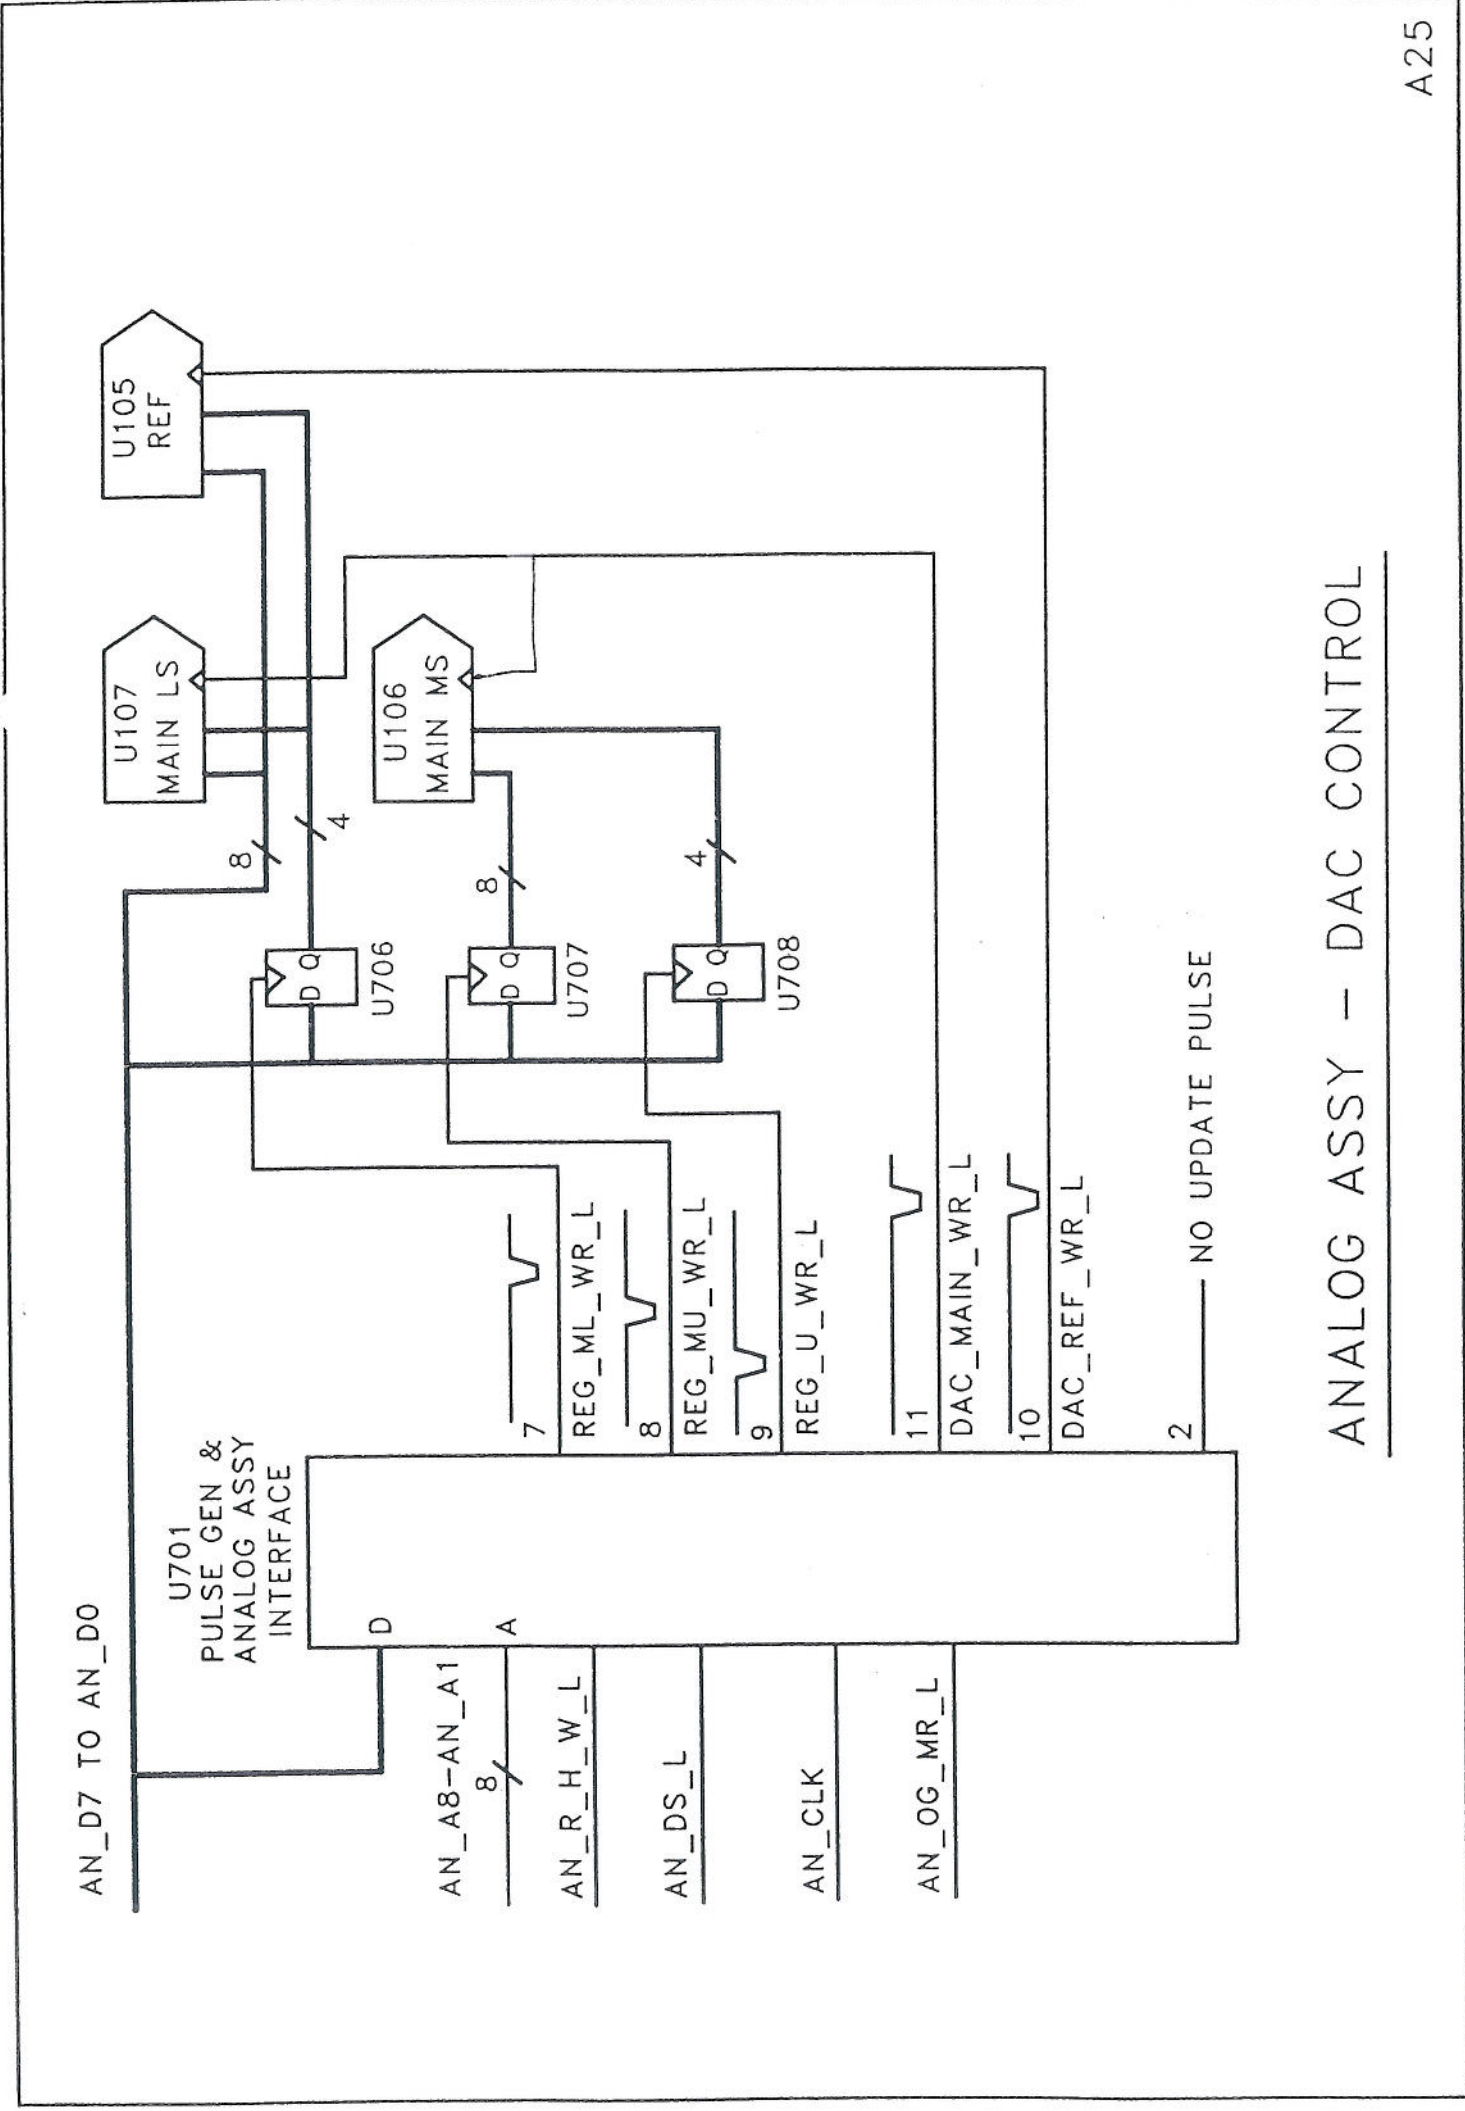 AN_D7 TO AN_D0
U701
PULSE GEN &
ANALOG ASSY
INTERFACE
D
A
AN_A8-AN_A1
8
AN_R_H_W_L
AN_DS_L
AN_CLK
AN_OG_MR_L
7
REG_ML_WR_L
8
REG_MU_WR_L
9
REG_U_WR_L
11
DAC_MAIN_WR_L
10
DAC_REF_WR_L
2
NO UPDATE PULSE
D Q
U706
D Q
U707
D Q
U708
8
4
8
4
U107
MAIN LS
U106
MAIN MS
U105
REF
ANALOG ASSY - DAC CONTROL
A25